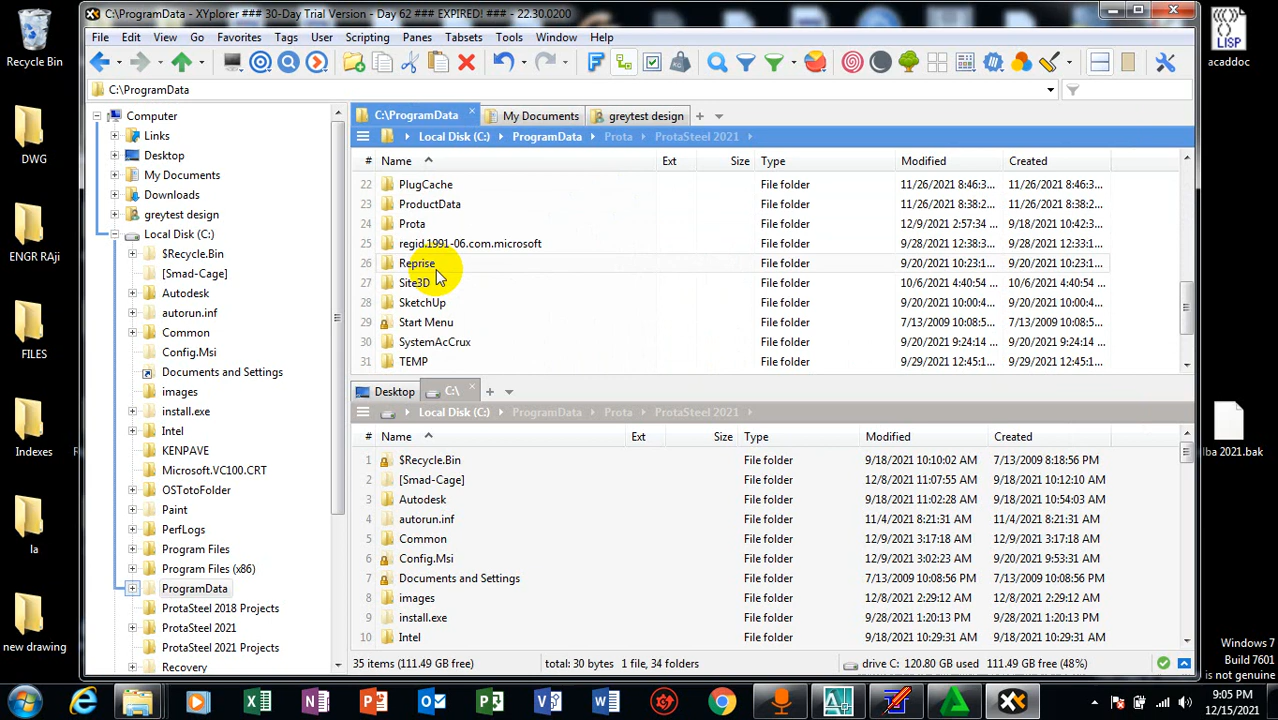 C:\ProgramData - XYplorer ### 30-Day Trial Version - Day 62 ### EXPIRED! ### - 22.30.0200
File Edit View Go Favorites Tags User Scripting Panes Tabsets Tools Window Help
C:\ProgramData
C:\ProgramData My Documents greytest design
Local Disk (C:) ProgramData Prota ProtaSteel 2021
# Name Ext Size Type Modified Created
22 PlugCache File folder 11/26/2021 8:46:3... 11/26/2021 8:46:3...
23 ProductData File folder 11/26/2021 8:38:2... 11/26/2021 8:38:2...
24 Prota File folder 12/9/2021 2:57:34 ... 9/18/2021 10:42:5...
25 regid.1991-06.com.microsoft File folder 9/28/2021 12:38:3... 9/28/2021 12:33:1...
26 Reprise File folder 9/20/2021 10:23:1... 9/20/2021 10:23:1...
27 Site3D File folder 10/6/2021 4:40:54 ... 10/6/2021 4:40:54 ...
28 SketchUp File folder 9/28/2021 10:00:4... 9/28/2021 10:00:4...
29 Start Menu File folder 7/13/2009 10:08:5... 7/13/2009 10:08:5...
30 SystemAcCrux File folder 9/20/2021 9:24:14 ... 9/20/2021 9:24:14 ...
31 TEMP File folder 9/29/2021 12:45:1... 9/29/2021 12:45:1...
Computer
Links
Desktop
My Documents
Downloads
greytest design
Local Disk (C:)
$Recycle.Bin
[Smad-Cage]
Autodesk
autorun.inf
Common
Config.Msi
Documents and Settings
images
install.exe
Intel
KENPAVE
Microsoft.VC100.CRT
OSTotoFolder
Paint
PerfLogs
Program Files
Program Files (x86)
ProgramData
ProtaSteel 2018 Projects
ProtaSteel 2021
ProtaSteel 2021 Projects
Recovery
Desktop C:\
Local Disk (C:) ProgramData Prota ProtaSteel 2021
# Name Ext Size Type Modified Created
1 $Recycle.Bin File folder 9/18/2021 10:10:02 AM 7/13/2009 8:18:56 PM
2 [Smad-Cage] File folder 12/8/2021 11:07:55 AM 9/18/2021 10:12:10 AM
3 Autodesk File folder 9/18/2021 11:02:28 AM 9/18/2021 10:54:03 AM
4 autorun.inf File folder 11/4/2021 8:21:31 AM 11/4/2021 8:21:31 AM
5 Common File folder 12/9/2021 3:17:18 AM 12/9/2021 3:17:18 AM
6 Config.Msi File folder 12/9/2021 3:02:23 AM 9/20/2021 9:53:31 AM
7 Documents and Settings File folder 7/13/2009 10:08:56 PM 7/13/2009 10:08:56 PM
8 images File folder 12/8/2021 2:29:12 AM 12/8/2021 2:29:12 AM
9 install.exe File folder 9/28/2021 1:20:13 PM 9/28/2021 1:20:13 PM
10 Intel File folder 9/18/2021 10:29:31 AM 9/18/2021 10:29:31 AM
35 items (111.49 GB free) total: 30 bytes 1 file, 34 folders drive C: 120.80 GB used 111.49 GB free (48%)
Recycle Bin
DWG
ENGR RAji
FILES
Indexes
la
new drawing
LISP
acaddoc
lba 2021.bak
Windows 7
Build 7601
is not genuine
9:05 PM
12/15/2021